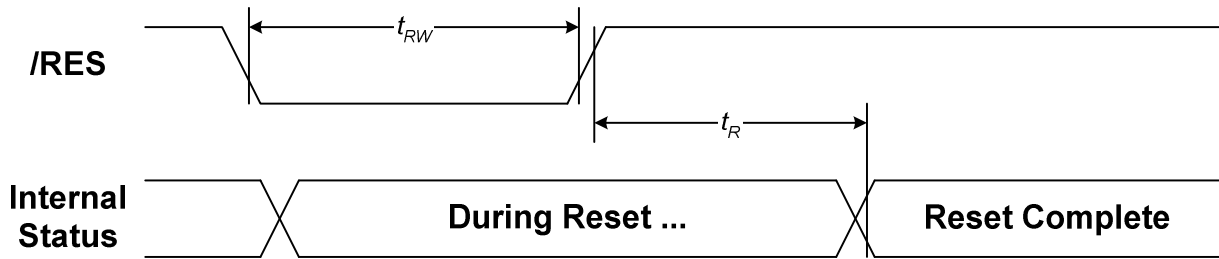 t_RW
/RES
t_R
Internal
Status
During Reset ...
Reset Complete